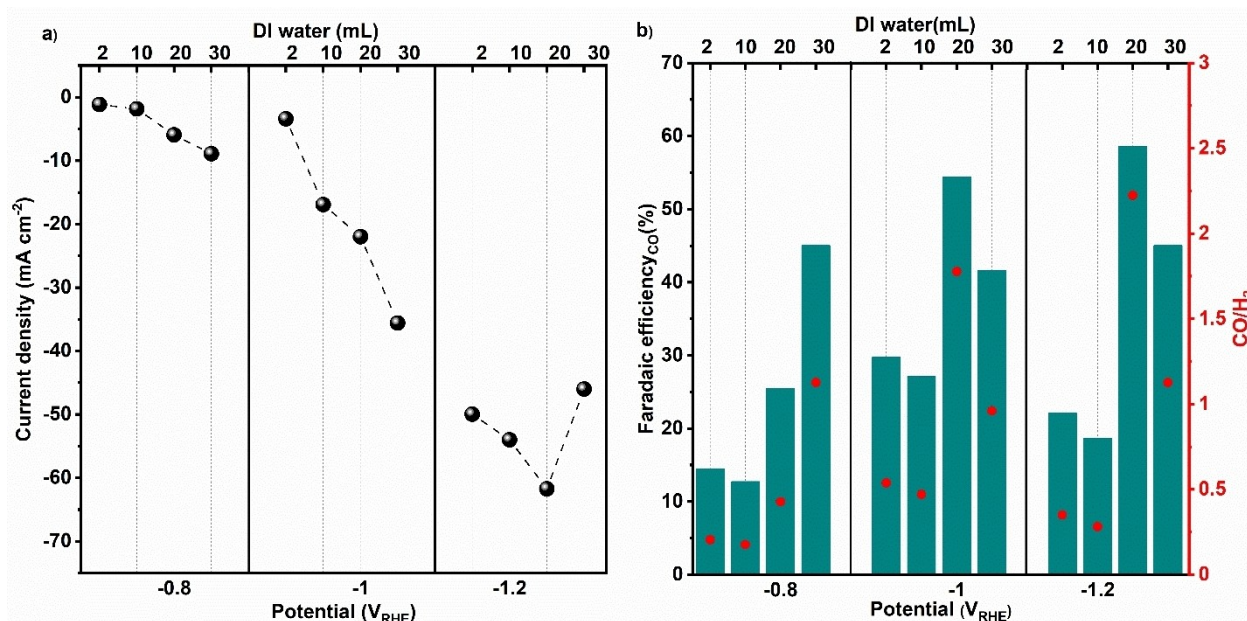 a)
DI water (mL)
2 10 20 30 2 10 20 30 2 10 20 30
Current density (mA cm⁻²)
0
-10
-20
-30
-40
-50
-60
-70
-0.8 -1 -1.2
Potential (V_RHE)
b)
DI water(mL)
2 10 20 30 2 10 20 30 2 10 20 30
Faradaic efficiency_CO(%)
70
60
50
40
30
20
10
0
3
2.5
2
1.5
1
0.5
0
CO/H₂
-0.8 -1 -1.2
Potential (V_RHE)